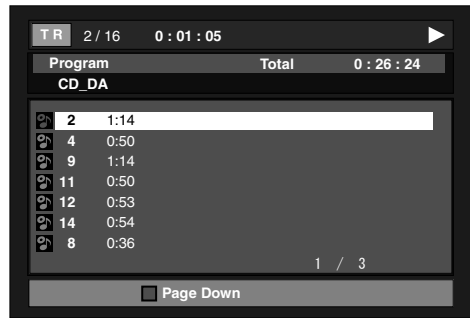 TR 2 / 16 0 : 01 : 05
Program Total 0 : 26 : 24
CD_DA
2 1:14
4 0:50
9 1:14
11 0:50
12 0:53
14 0:54
8 0:36
1 / 3
Page Down